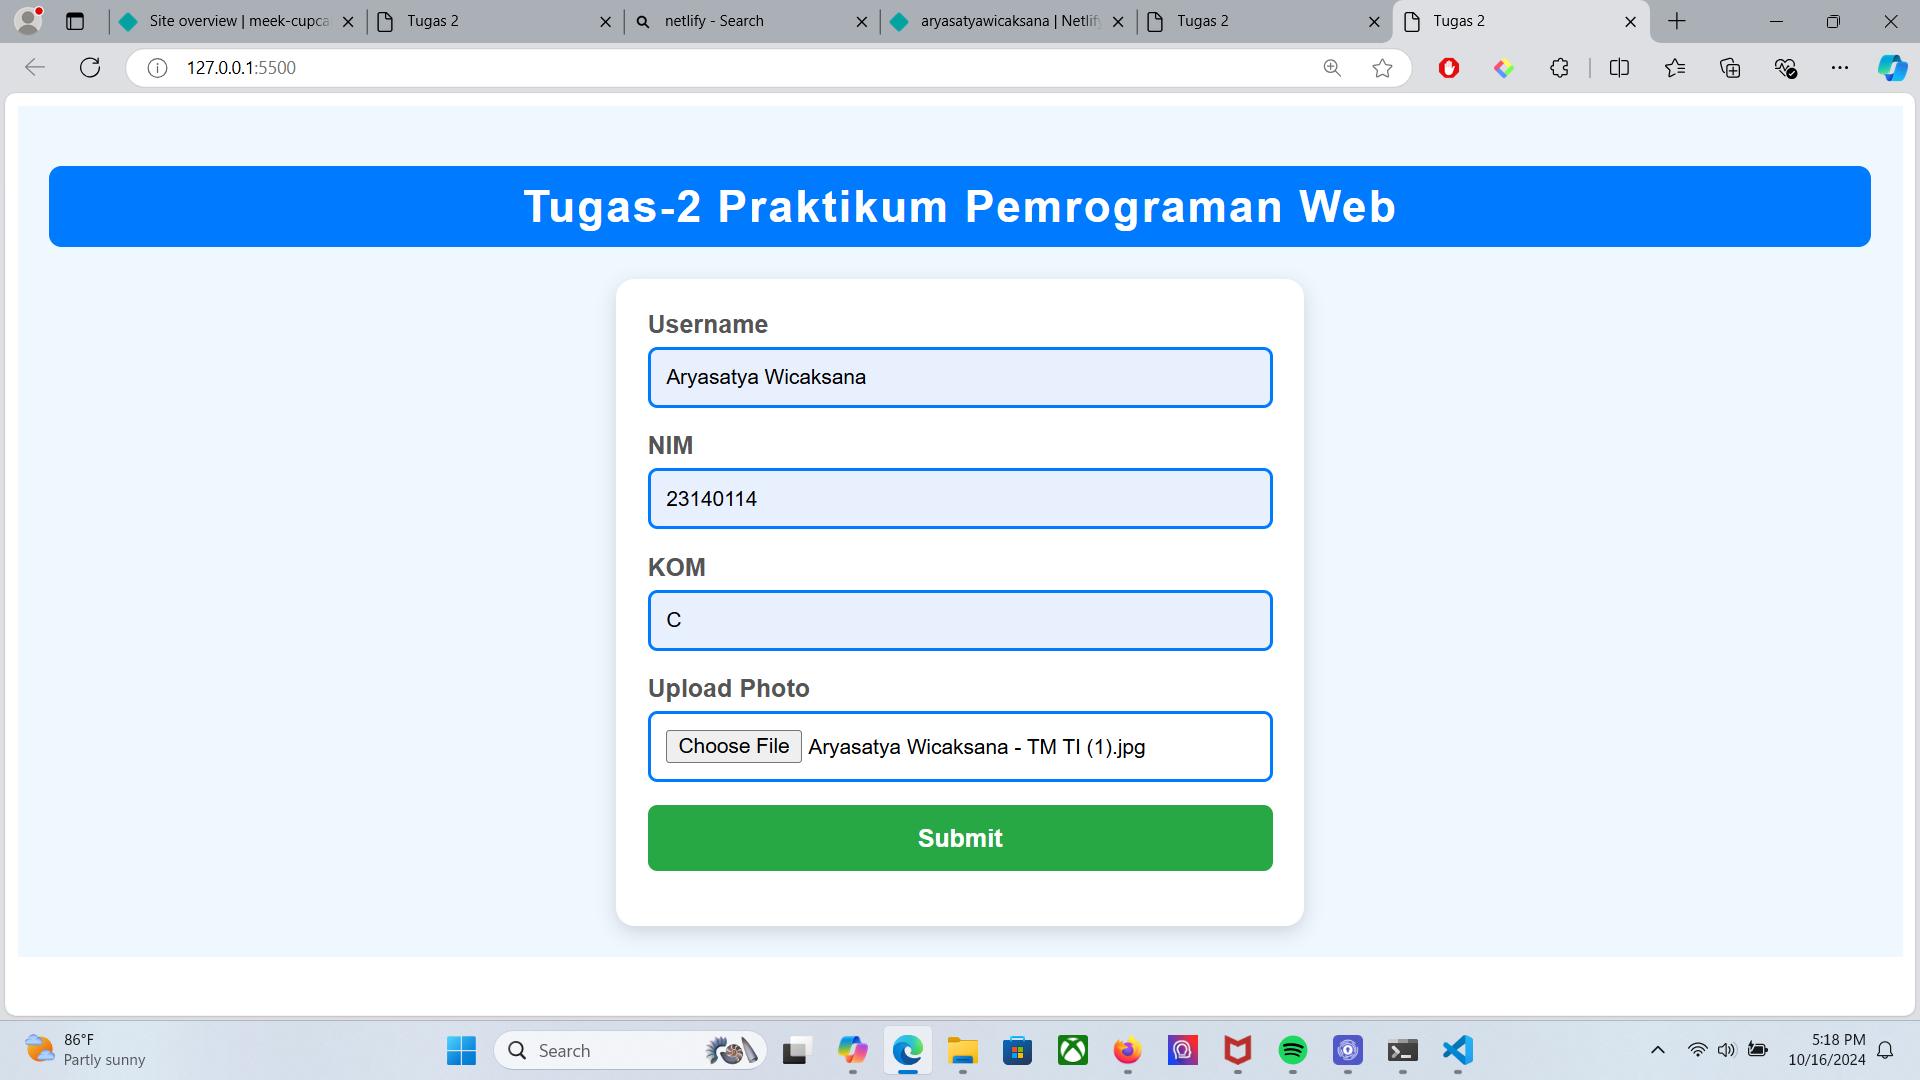 Site overview | meek-cupca
Tugas 2
netlify - Search
aryasatyawicaksana | Netlify
Tugas 2
Tugas 2
127.0.0.1:5500
Tugas-2 Praktikum Pemrograman Web
Username
Aryasatya Wicaksana
NIM
23140114
KOM
C
Upload Photo
Choose File Aryasatya Wicaksana - TM TI (1).jpg
Submit
86°F
Partly sunny
Search
5:18 PM
10/16/2024